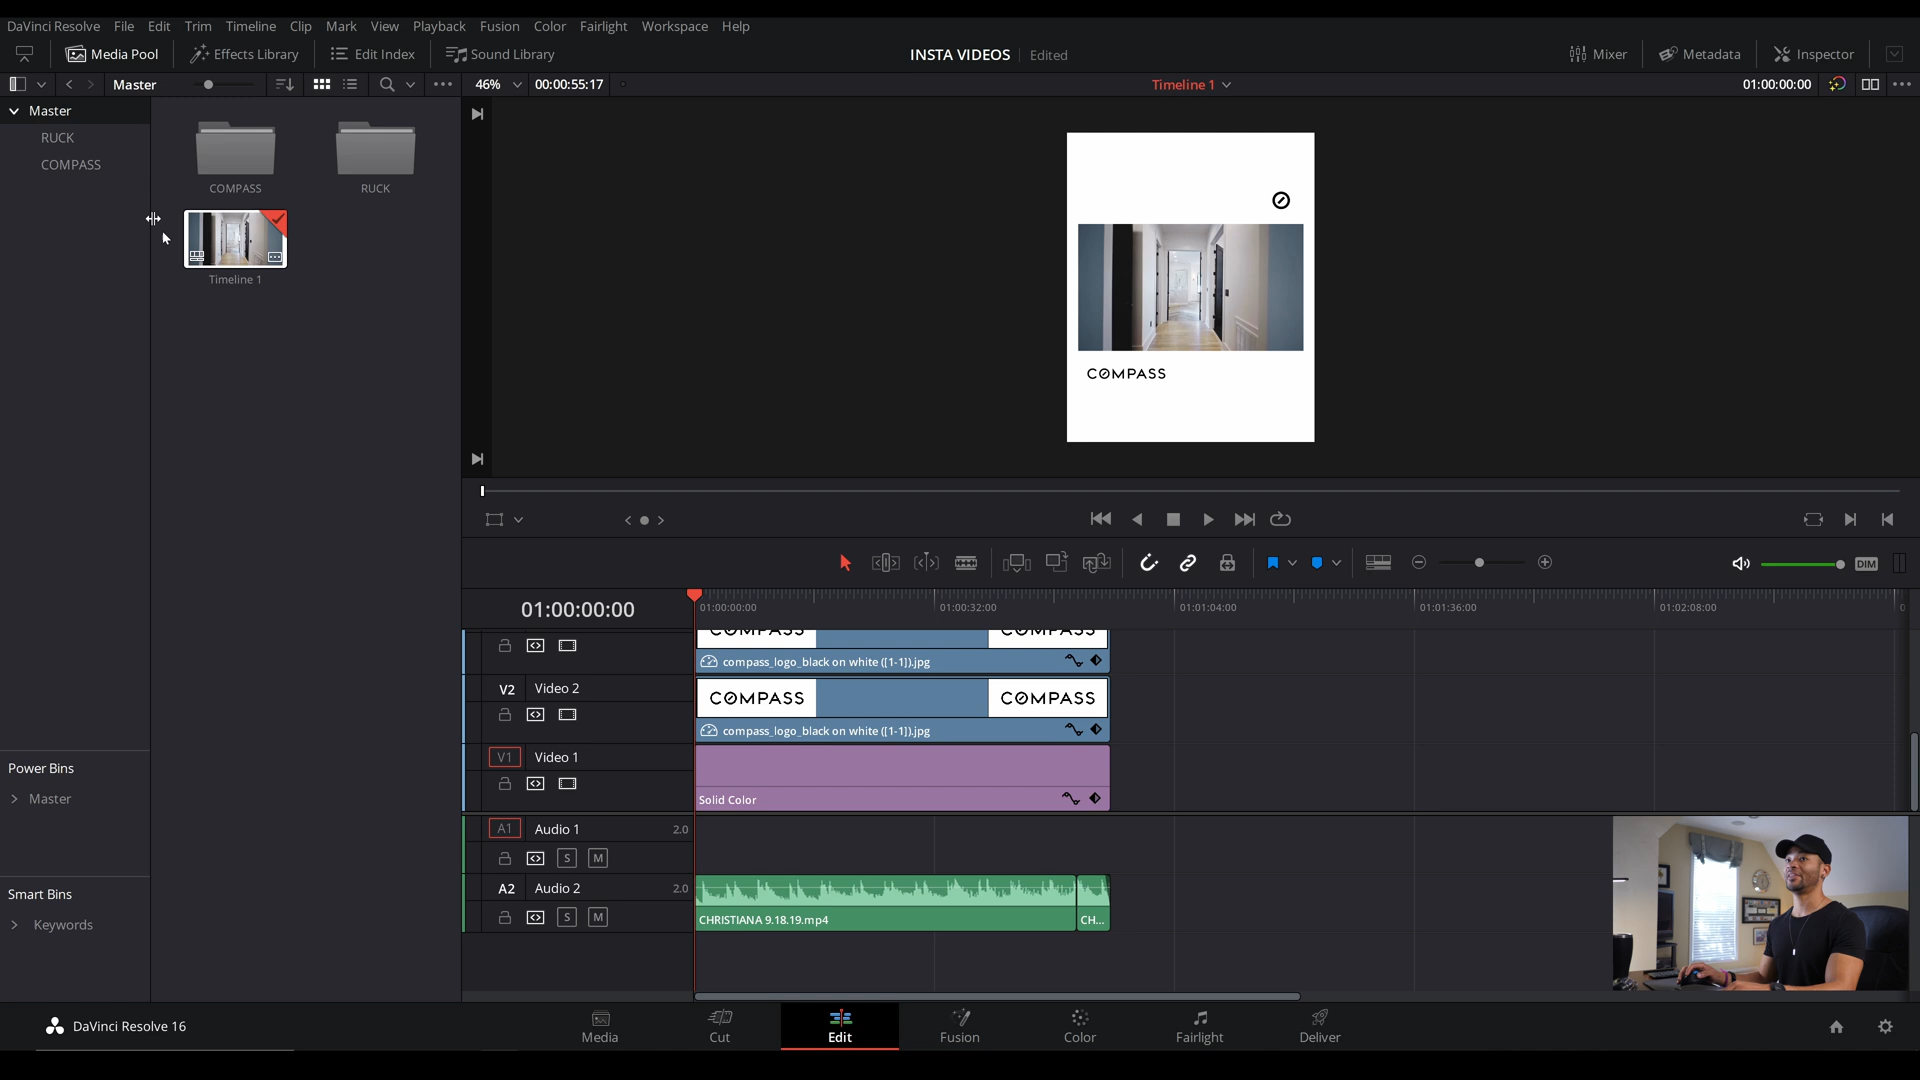 DaVinci Resolve File Edit Trim Timeline Clip Mark View Playback Fusion Color Fairlight Workspace Help
Media Pool Effects Library Edit Index Sound Library INSTA VIDEOS Edited Mixer Metadata Inspector
Master 46% 00:00:55:17 Timeline 1 01:00:00:00
Master
RUCK
COMPASS
COMPASS RUCK
Timeline 1
COMPASS
01:00:00:00
01:00:00:00 01:00:32:00 01:01:04:00 01:01:36:00 01:02:08:00
DIM
COMPASS COMPASS
compass_logo_black on white ([1-1]).jpg
V2 Video 2
COMPASS COMPASS
compass_logo_black on white ([1-1]).jpg
V1 Video 1
Solid Color
A1 Audio 1 2.0
S M
A2 Audio 2 2.0
S M
CHRISTIANA 9.18.19.mp4 CH...
Power Bins
Master
Smart Bins
Keywords
DaVinci Resolve 16
Media Cut Edit Fusion Color Fairlight Deliver